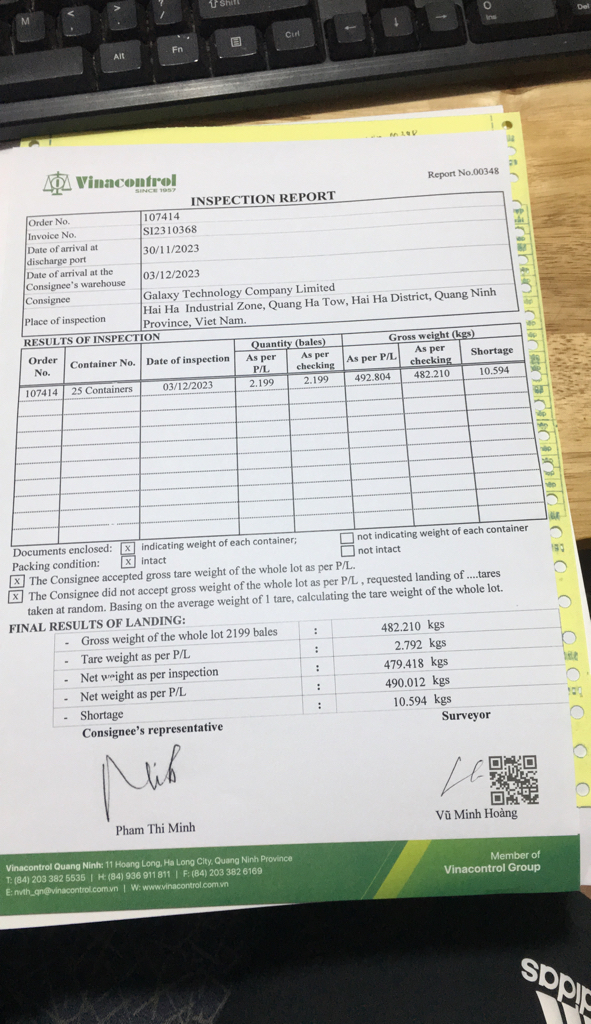 M
<
,
>
.
?
/
⇧ Shift
Alt
Fn
Ctrl
←
↓
→
0
Ins
Del
Vinacontrol
SINCE 1957
Report No.00348
INSPECTION REPORT
Order No. 107414
Invoice No. SI2310368
Date of arrival at discharge port 30/11/2023
Date of arrival at the Consignee's warehouse 03/12/2023
Consignee Galaxy Technology Company Limited
Place of inspection Hai Ha Industrial Zone, Quang Ha Tow, Hai Ha District, Quang Ninh
Province, Viet Nam.
RESULTS OF INSPECTION
Order No. Container No. Date of inspection Quantity (bales) Gross weight (kgs)
As per P/L As per checking As per P/L As per checking Shortage
107414 25 Containers 03/12/2023 2.199 2.199 492.804 482.210 10.594
Documents enclosed: x indicating weight of each container; not indicating weight of each container
Packing condition: x intact not intact
x The Consignee accepted gross tare weight of the whole lot as per P/L.
x The Consignee did not accept gross weight of the whole lot as per P/L , requested landing of ....tares
taken at random. Basing on the average weight of 1 tare, calculating the tare weight of the whole lot.
FINAL RESULTS OF LANDING:
- Gross weight of the whole lot 2199 bales : 482.210 kgs
- Tare weight as per P/L : 2.792 kgs
- Net weight as per inspection : 479.418 kgs
- Net weight as per P/L : 490.012 kgs
- Shortage : 10.594 kgs
Consignee's representative Surveyor
Pham Thi Minh Vũ Minh Hoàng
Vinacontrol Quang Ninh: 11 Hoang Long, Ha Long City, Quang Ninh Province
T: (84) 203 382 5535 | H: (84) 936 911 811 | F: (84) 203 382 6169
E: nvth_qn@vinacontrol.com.vn | W: www.vinacontrol.com.vn
Member of
Vinacontrol Group
adidas